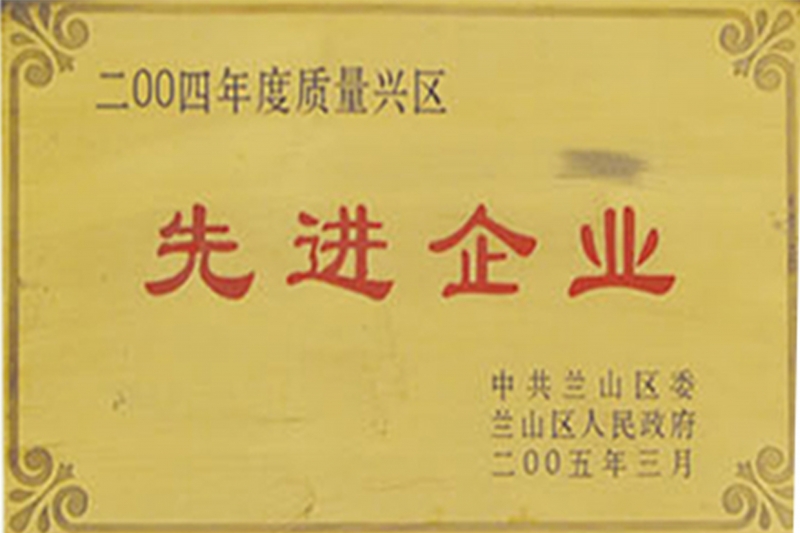 二00四年度质量兴区
先进企业
中共兰山区委
兰山区人民政府
二00五年三月